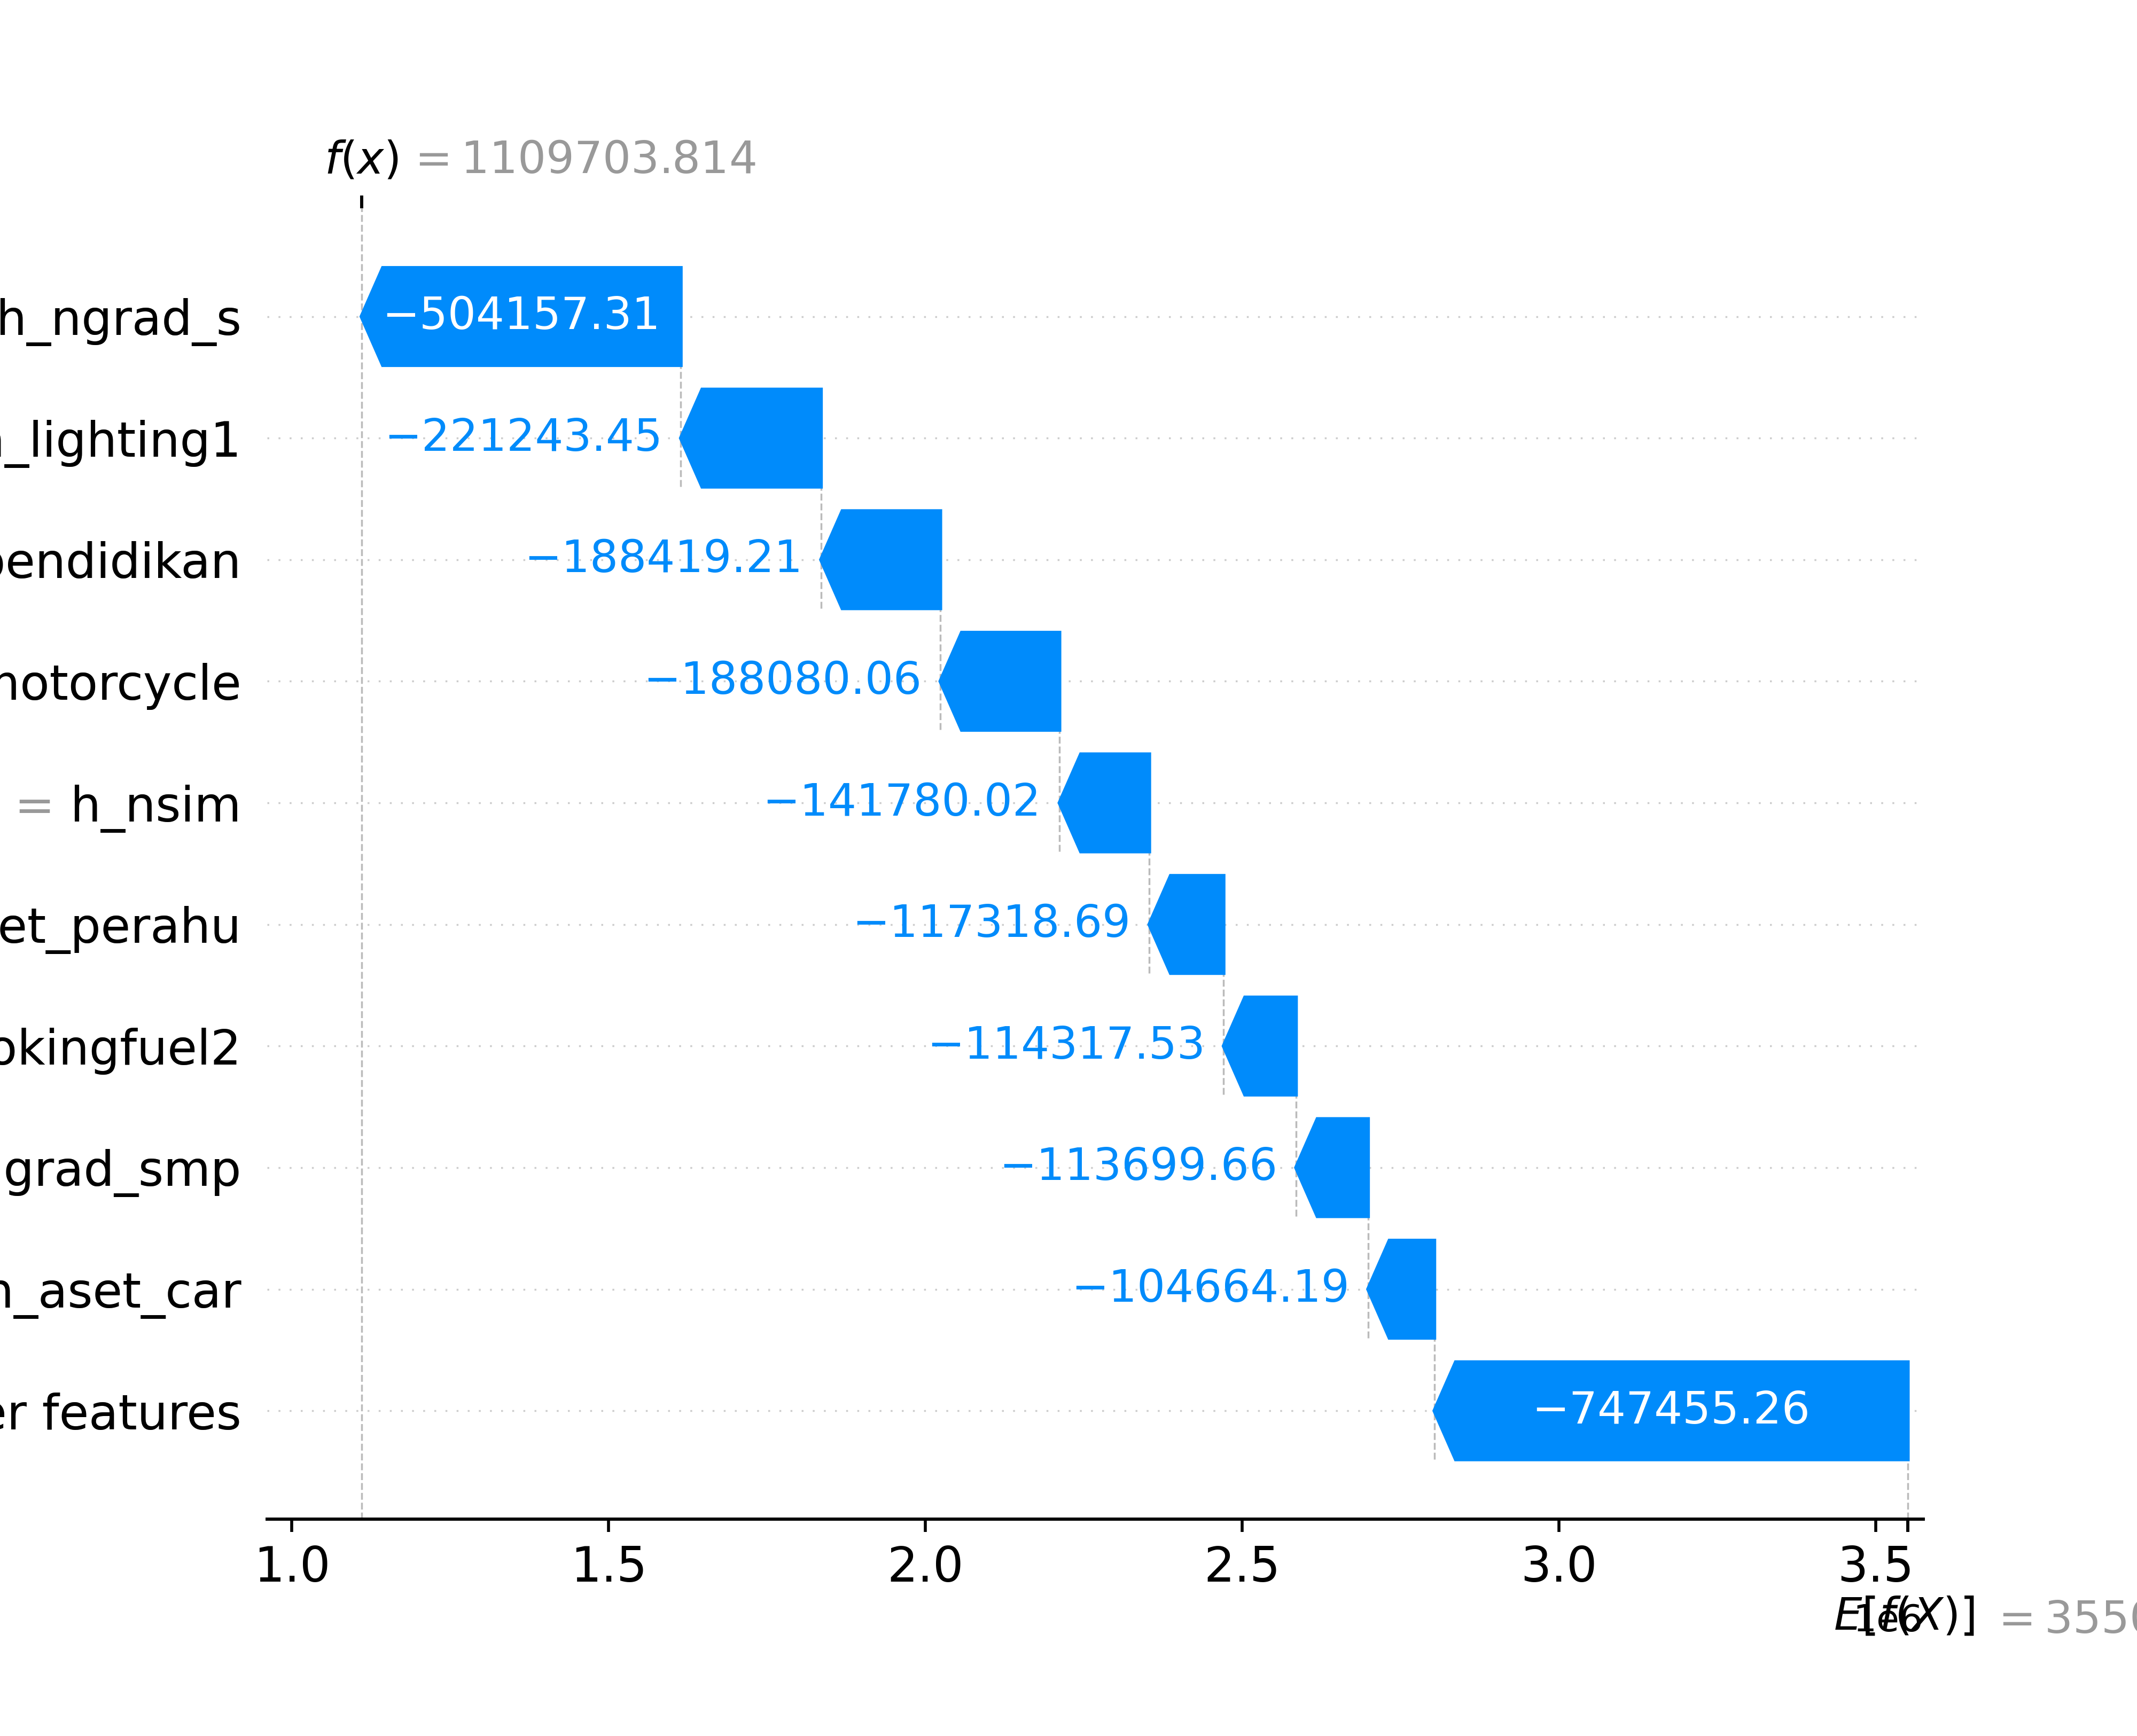 f(x) = 1109703.814
h_ngrad_s −504157.31
_lighting1 −221243.45
endidikan −188419.21
otorcycle −188080.06
= h_nsim −141780.02
et_perahu −117318.69
kingfuel2 −114317.53
grad_smp −113699.66
_aset_car −104664.19
r features −747455.26
1.0 1.5 2.0 2.5 3.0 3.5
E[f(X)] = 355